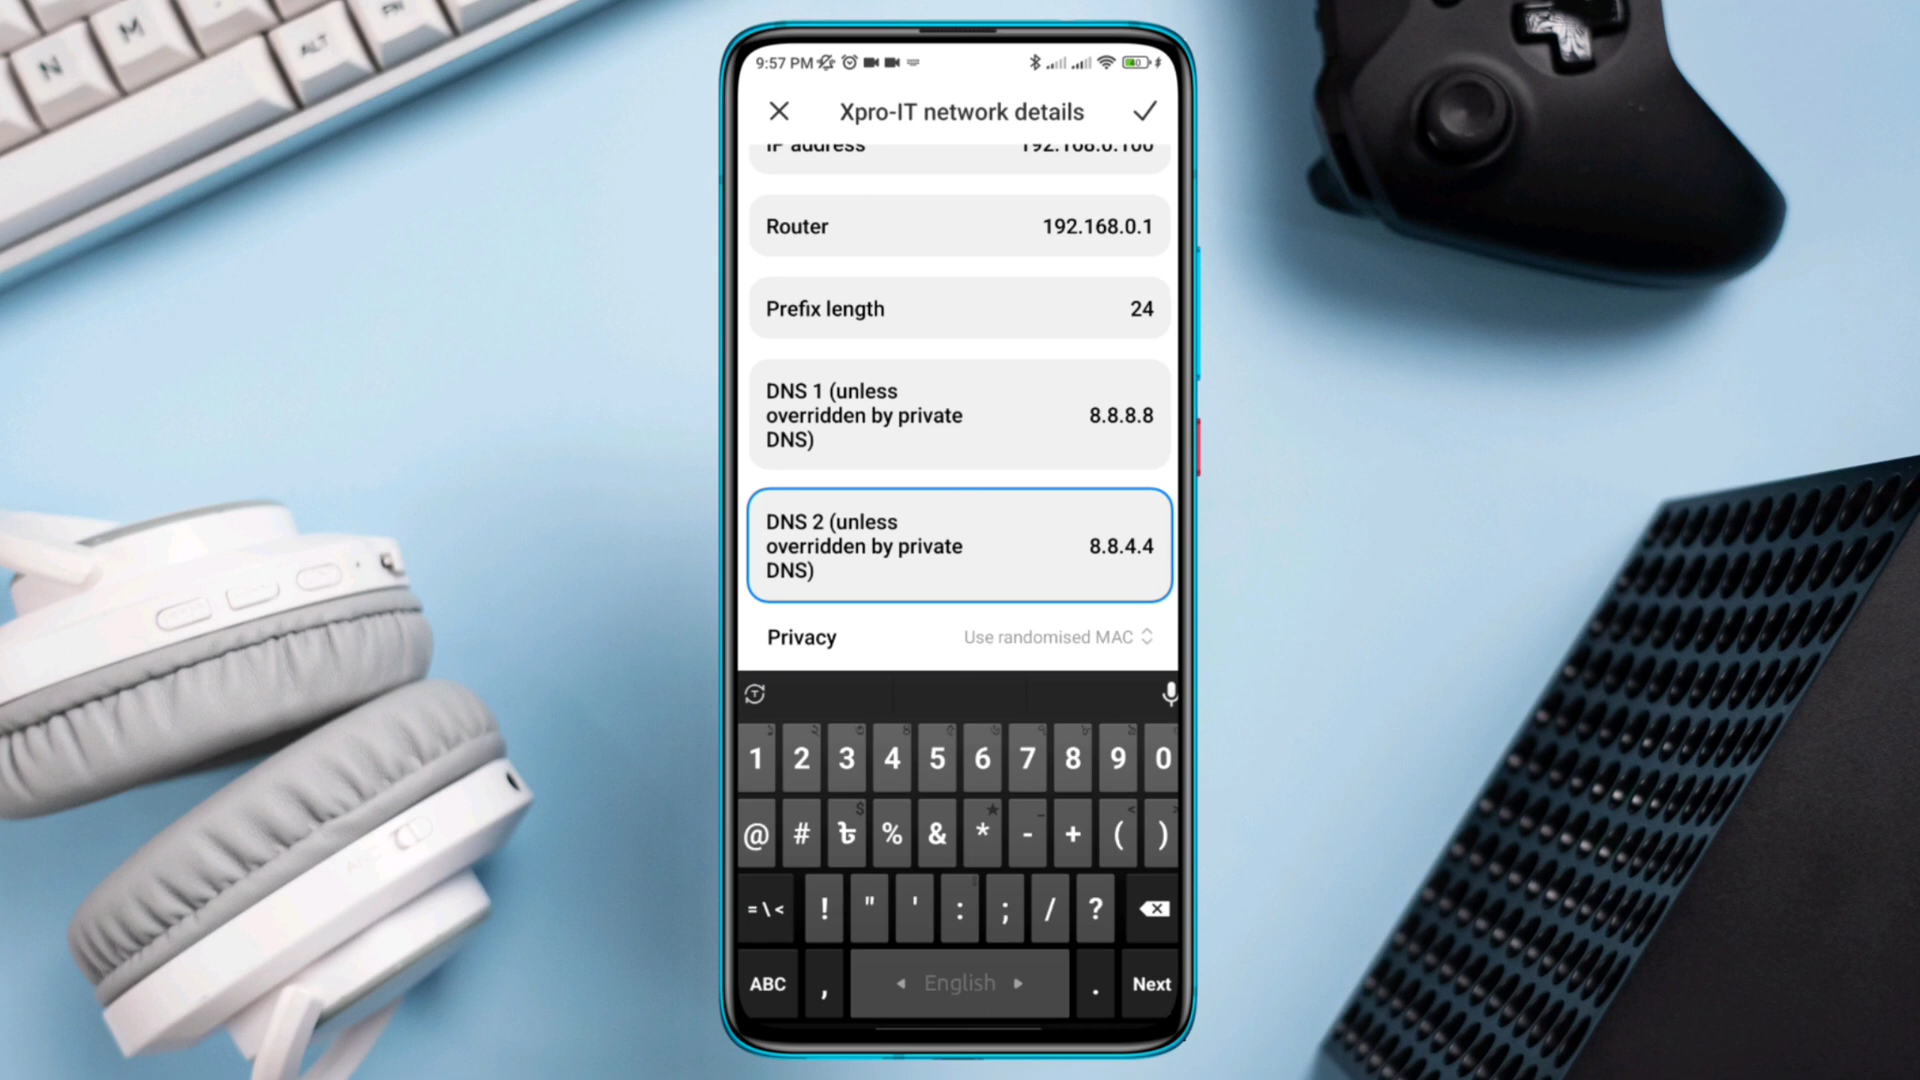 N
M
ALT
FN
9:57 PM
40
Xpro-IT network details
IP address 192.168.0.100
Router 192.168.0.1
Prefix length 24
DNS 1 (unless
overridden by private
DNS)
8.8.8.8
DNS 2 (unless
overridden by private
DNS)
8.8.4.4
Privacy Use randomised MAC
1 2 3 4 5 6 7 8 9 0
@ # ৳ % & * - + ( )
=\< ! " ' : ; / ?
ABC , English . Next